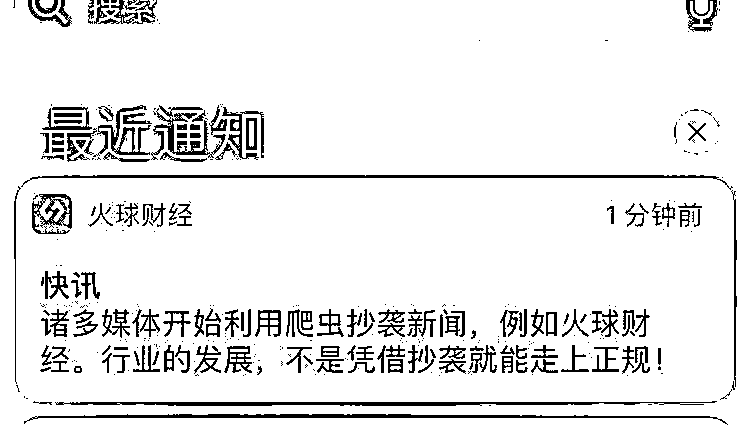 搜索
最近通知
火球财经
1 分钟前
快讯
诸多媒体开始利用爬虫抄袭新闻，例如火球财
经。行业的发展，不是凭借抄袭就能走上正规！